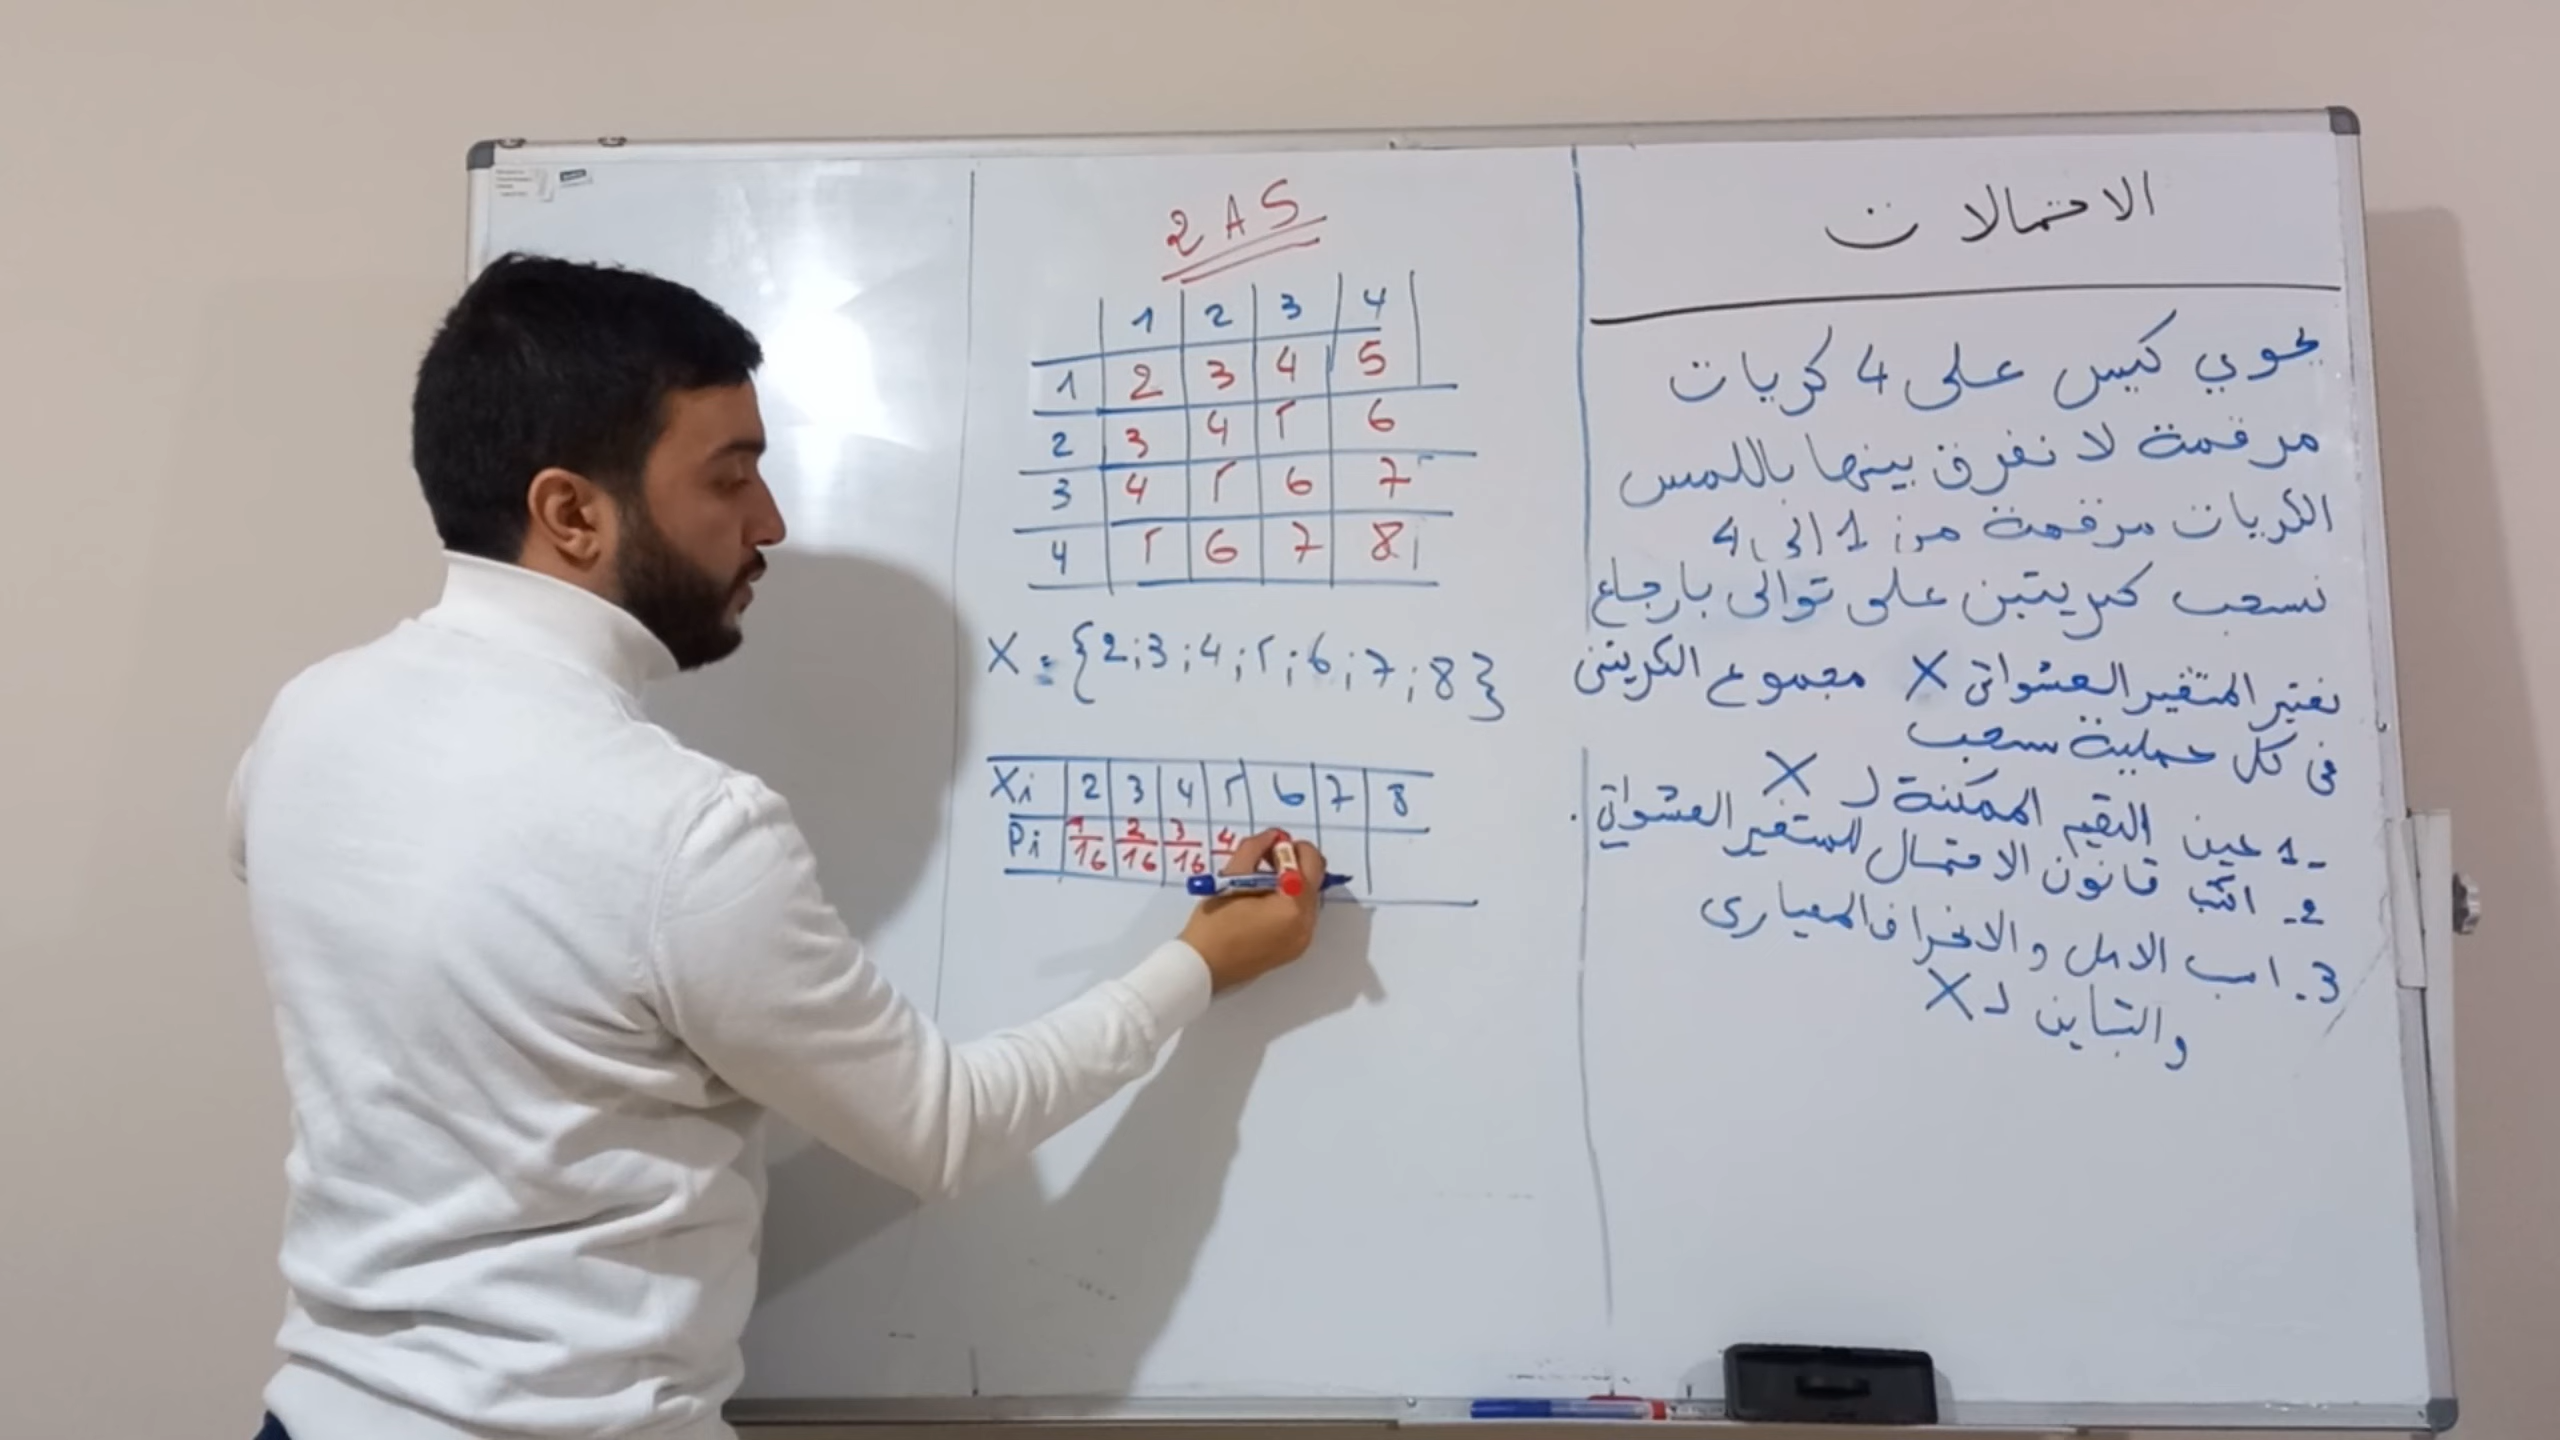 الاحتمالات
يحوي كيس على 4 كريات
مرقمة لا نفرق بينها باللمس
الكريات مرقمة من 1 إلى 4
نسحب كريتين على توالي بارجاع
نعتبر المتغير العشوائي X مجموع الكريتين
في كل عملية سحب
1- عين القيم الممكنة لـ X
2- اكتب قانون الاحتمال للمتغير العشوائي.
3. احسب الامل والانحراف المعياري
والتباين لـ X
2AS
1 2 3 4
1 2 3 4 5
2 3 4 5 6
3 4 5 6 7
4 5 6 7 8
X = {2;3;4;5;6;7;8}
Xi 2 3 4 5 6 7 8
Pi 1/16 2/16 3/16 4